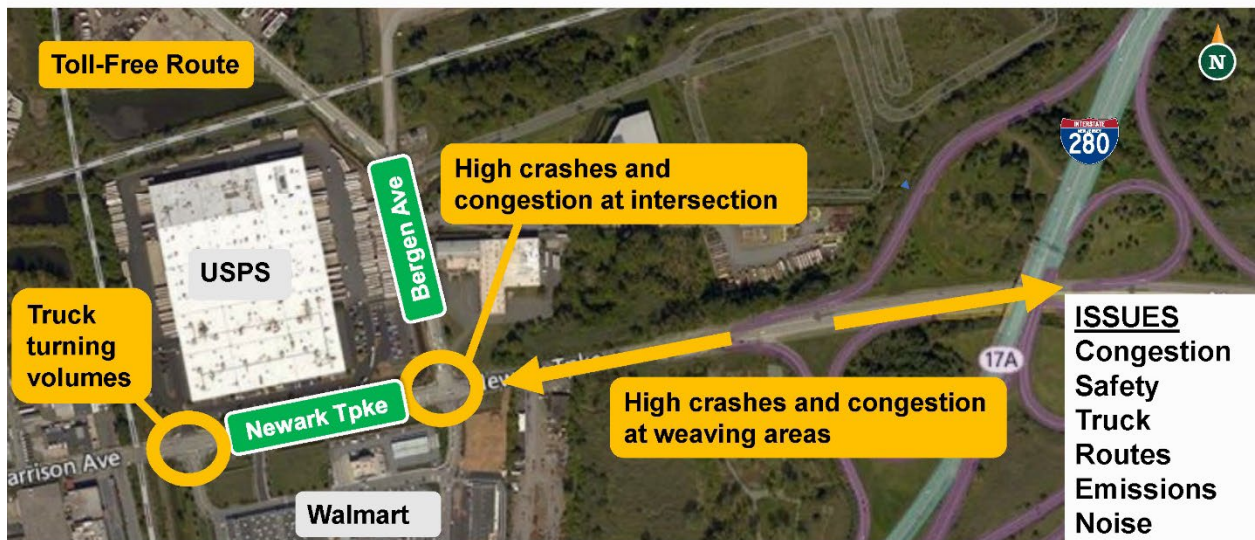 Toll-Free Route
N
INTERSTATE
280
High crashes and
congestion at intersection
Bergen Ave
USPS
Truck
turning
volumes
Newark Tpke
High crashes and congestion
at weaving areas
17A
ISSUES
Congestion
Safety
Truck
Routes
Emissions
Noise
arrison Ave
Walmart